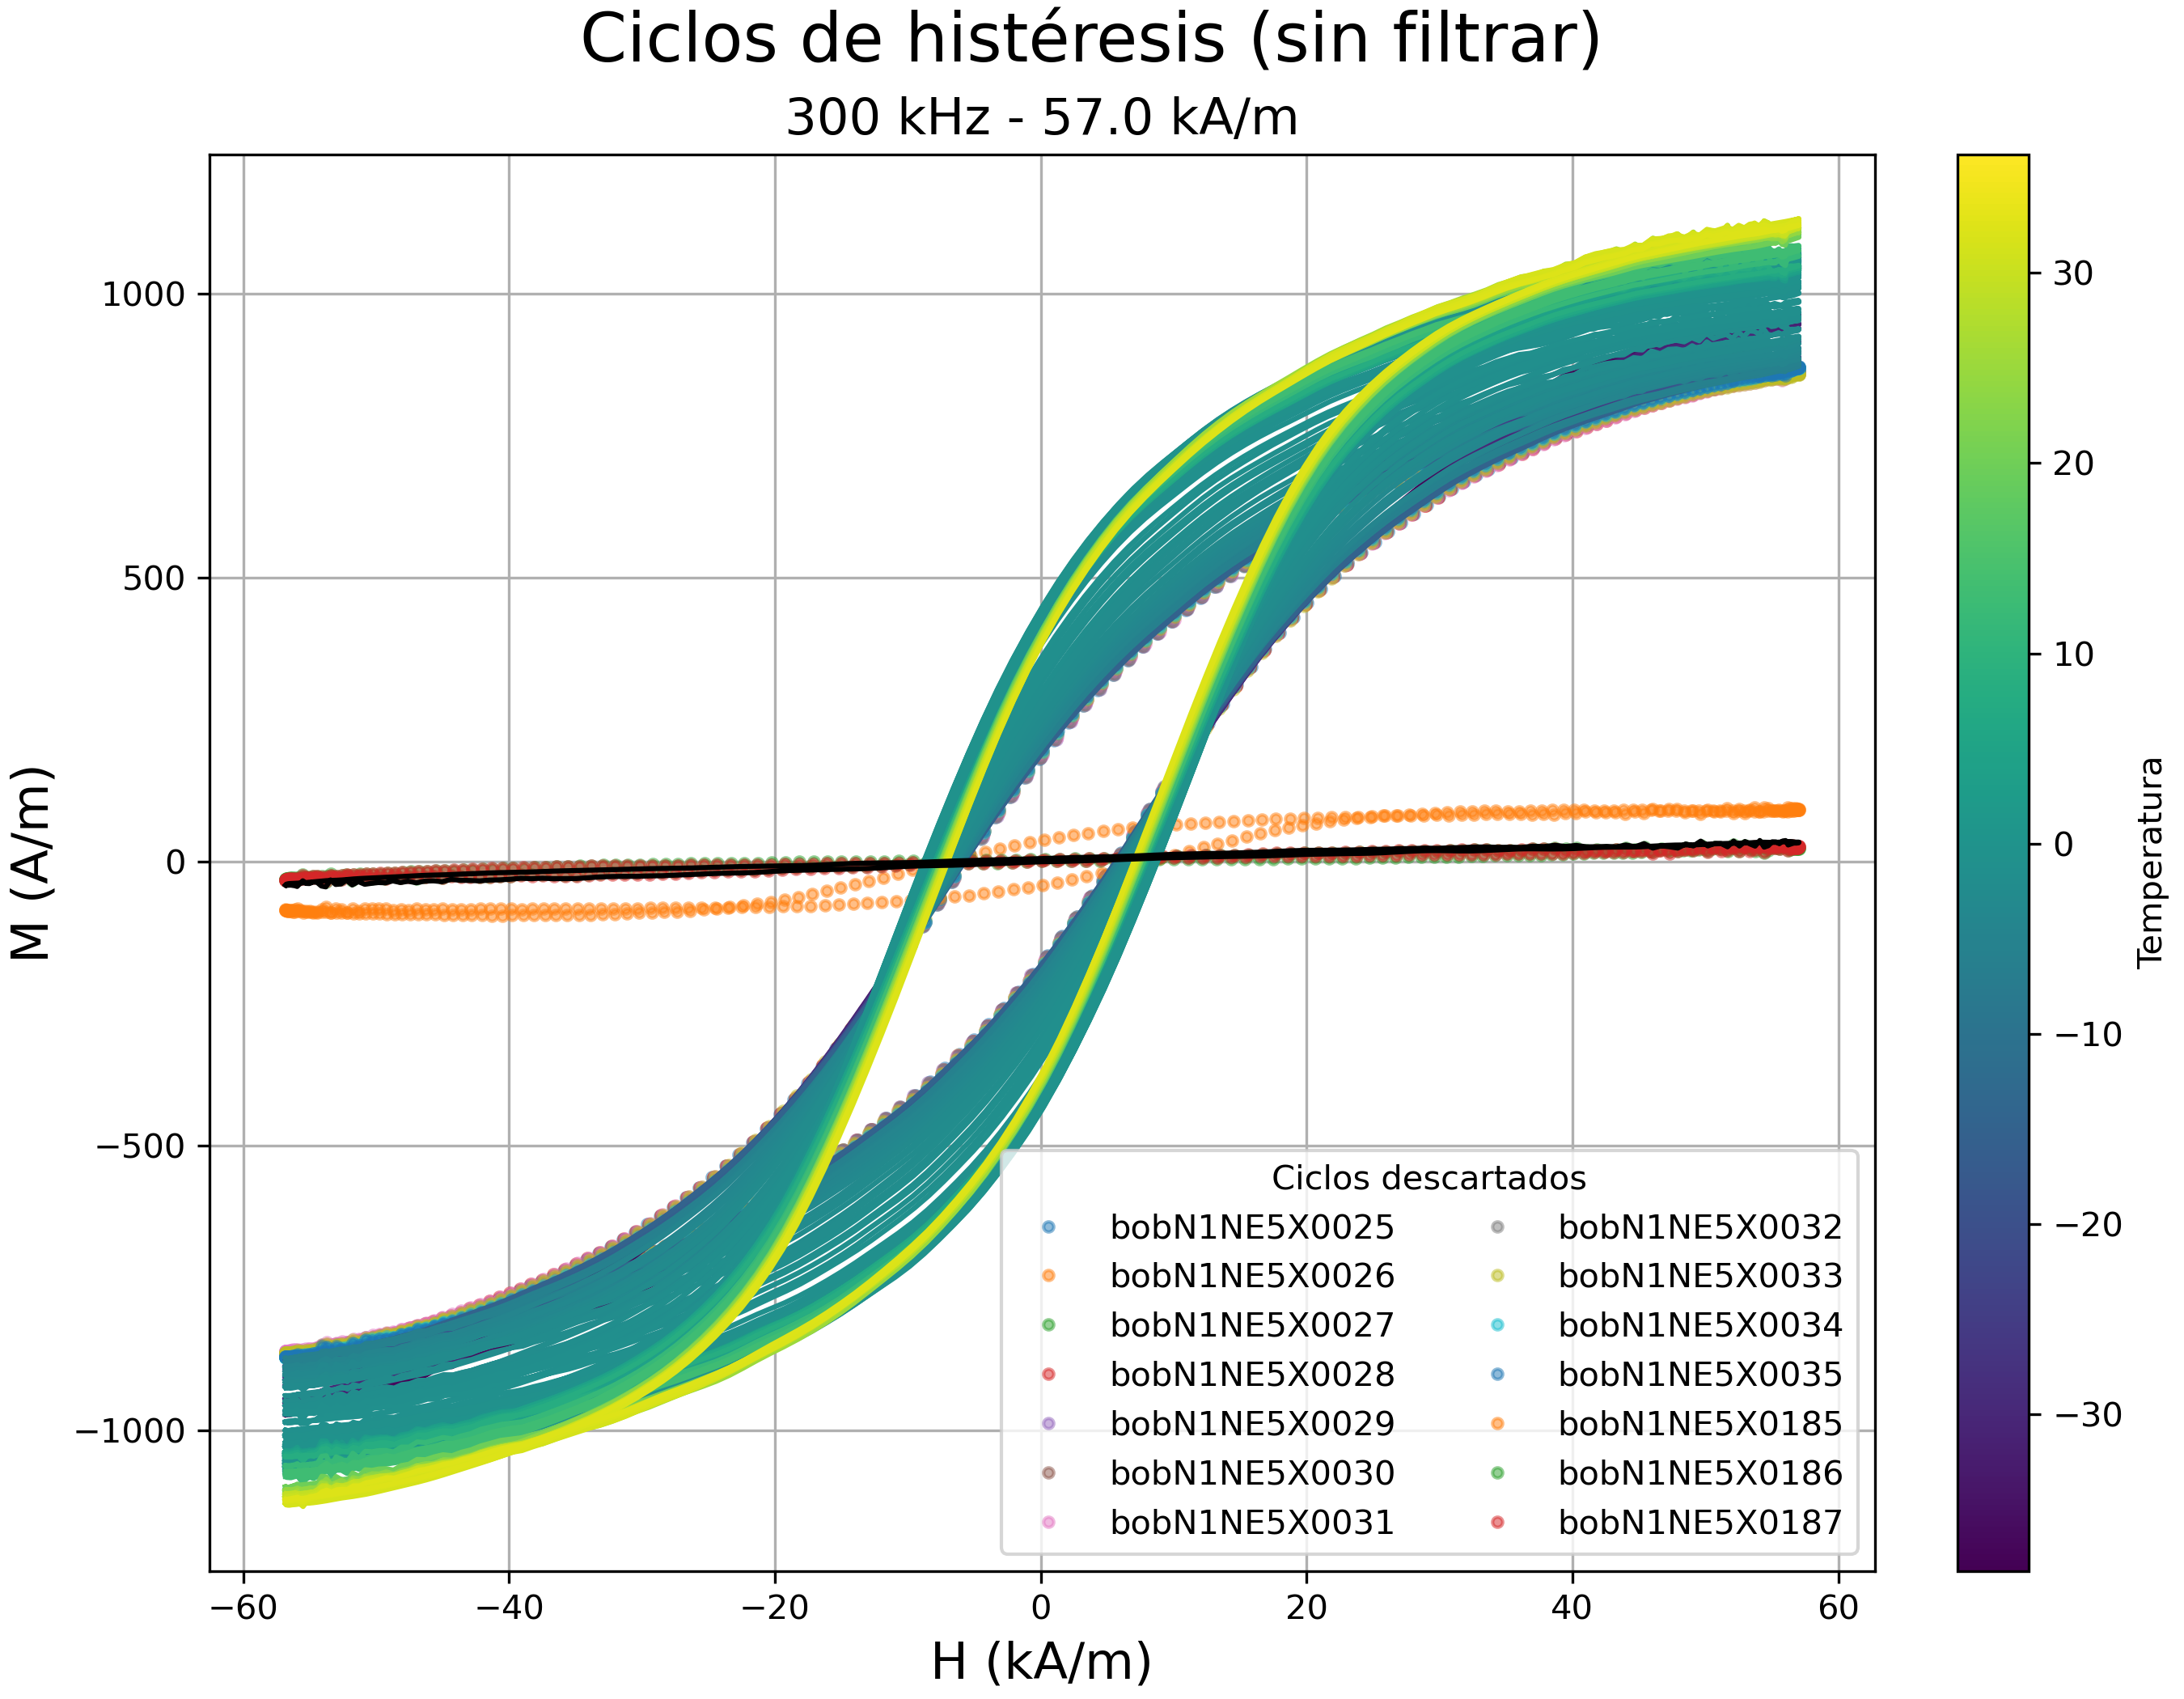 Ciclos de histéresis (sin filtrar)
300 kHz - 57.0 kA/m
M (A/m)
1000
500
0
−500
−1000
−60
−40
−20
0
20
40
60
H (kA/m)
Ciclos descartados
bobN1NE5X0025
bobN1NE5X0026
bobN1NE5X0027
bobN1NE5X0028
bobN1NE5X0029
bobN1NE5X0030
bobN1NE5X0031
bobN1NE5X0032
bobN1NE5X0033
bobN1NE5X0034
bobN1NE5X0035
bobN1NE5X0185
bobN1NE5X0186
bobN1NE5X0187
30
20
10
0
−10
−20
−30
Temperatura